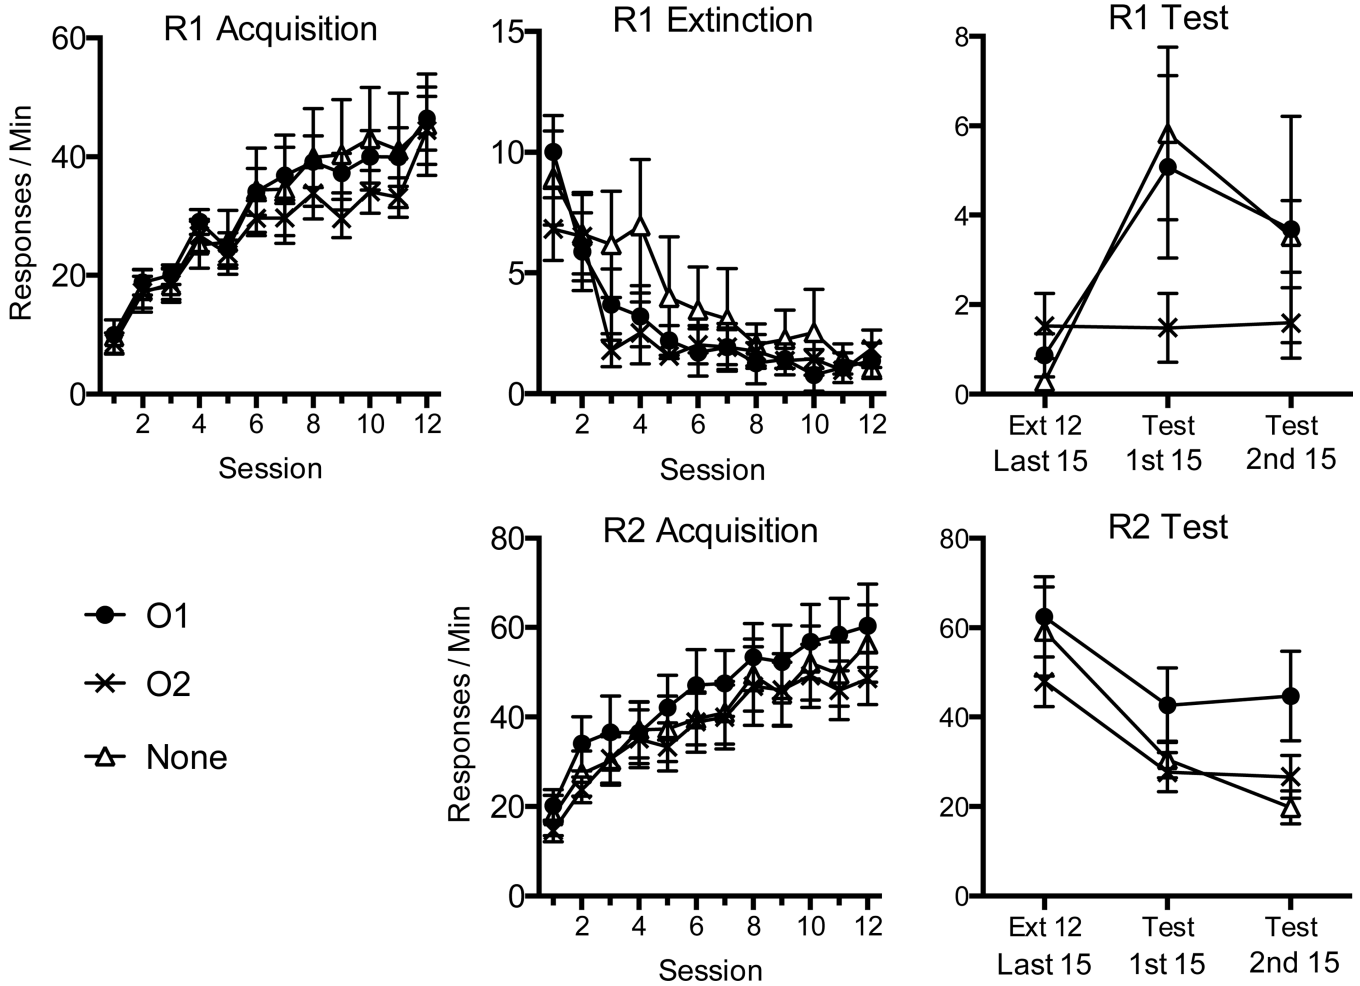 R1 Acquisition
60
40
20
0
Responses / Min
2 4 6 8 10 12
Session
R1 Extinction
15
10
5
0
2 4 6 8 10 12
Session
R1 Test
8
6
4
2
0
Ext 12 Test Test
Last 15 1st 15 2nd 15
O1
O2
None
R2 Acquisition
80
60
40
20
0
Responses / Min
2 4 6 8 10 12
Session
R2 Test
80
60
40
20
0
Ext 12 Test Test
Last 15 1st 15 2nd 15